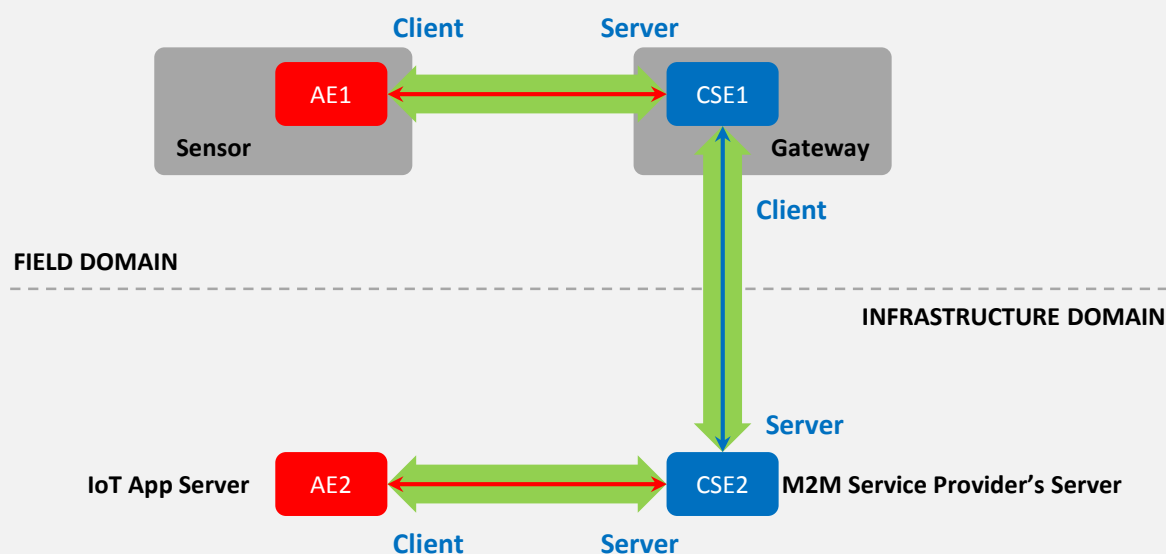 Client Server
AE1 CSE1
Sensor Gateway
Client
FIELD DOMAIN
INFRASTRUCTURE DOMAIN
Server
IoT App Server AE2 CSE2 M2M Service Provider’s Server
Client Server